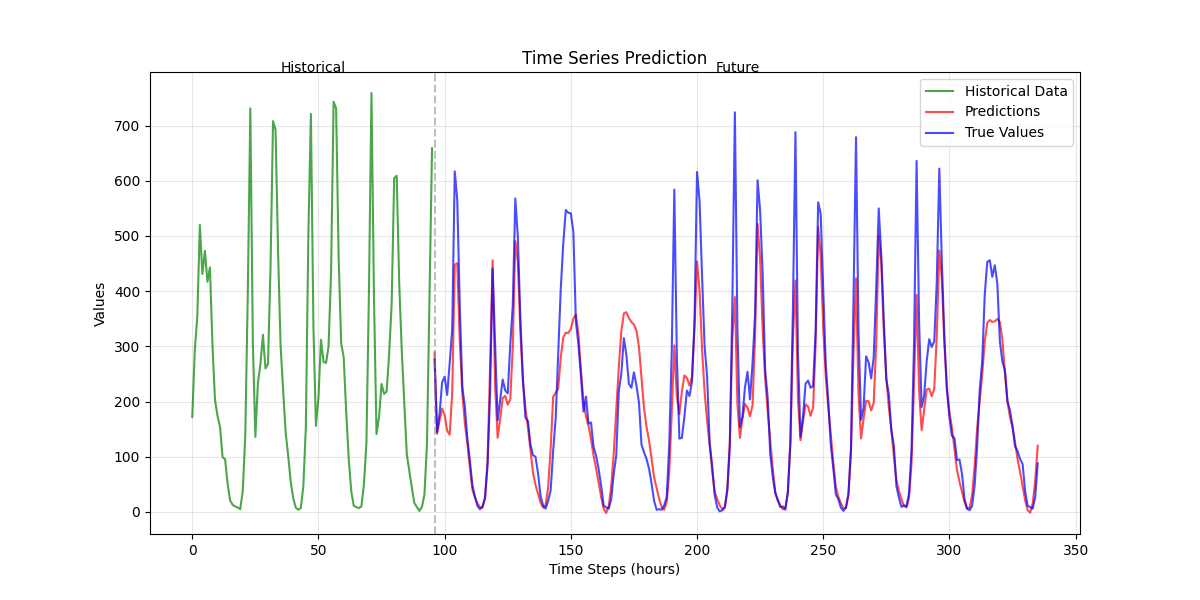 Time Series Prediction
Historical
Future
Historical Data
Predictions
True Values
Values
700
600
500
400
300
200
100
0
0 50 100 150 200 250 300 350
Time Steps (hours)